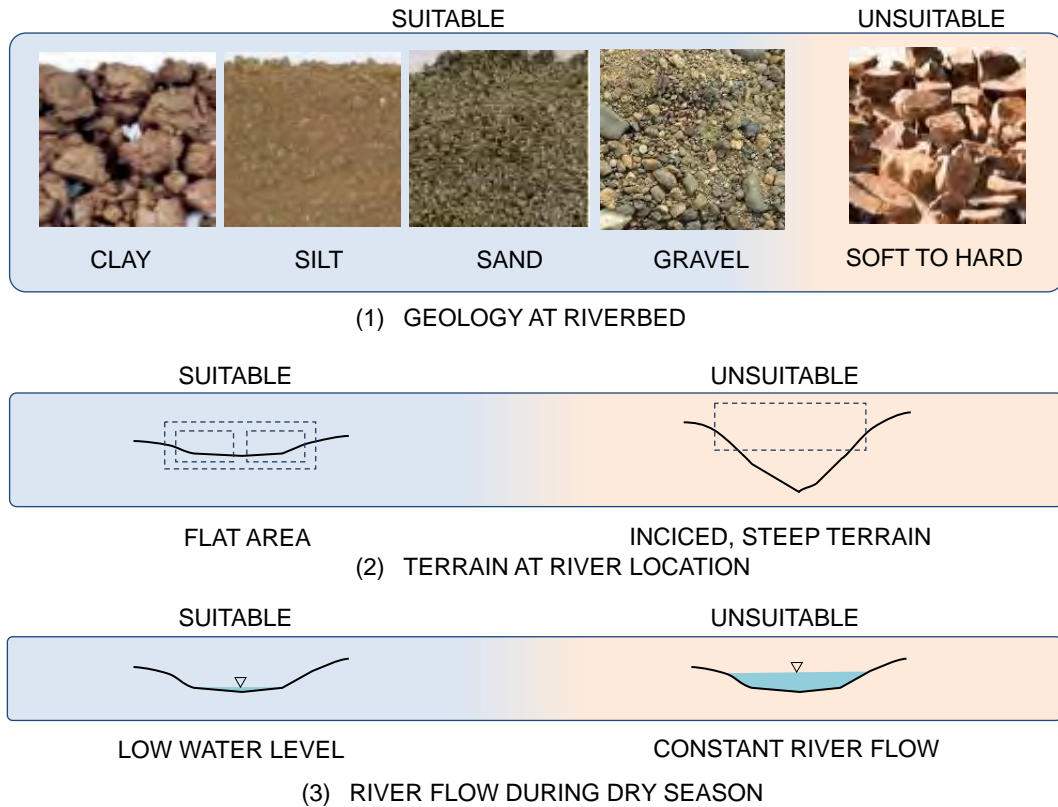 SUITABLE UNSUITABLE
CLAY SILT SAND GRAVEL SOFT TO HARD
(1) GEOLOGY AT RIVERBED
SUITABLE UNSUITABLE
FLAT AREA INCICED, STEEP TERRAIN
(2) TERRAIN AT RIVER LOCATION
SUITABLE UNSUITABLE
LOW WATER LEVEL CONSTANT RIVER FLOW
(3) RIVER FLOW DURING DRY SEASON